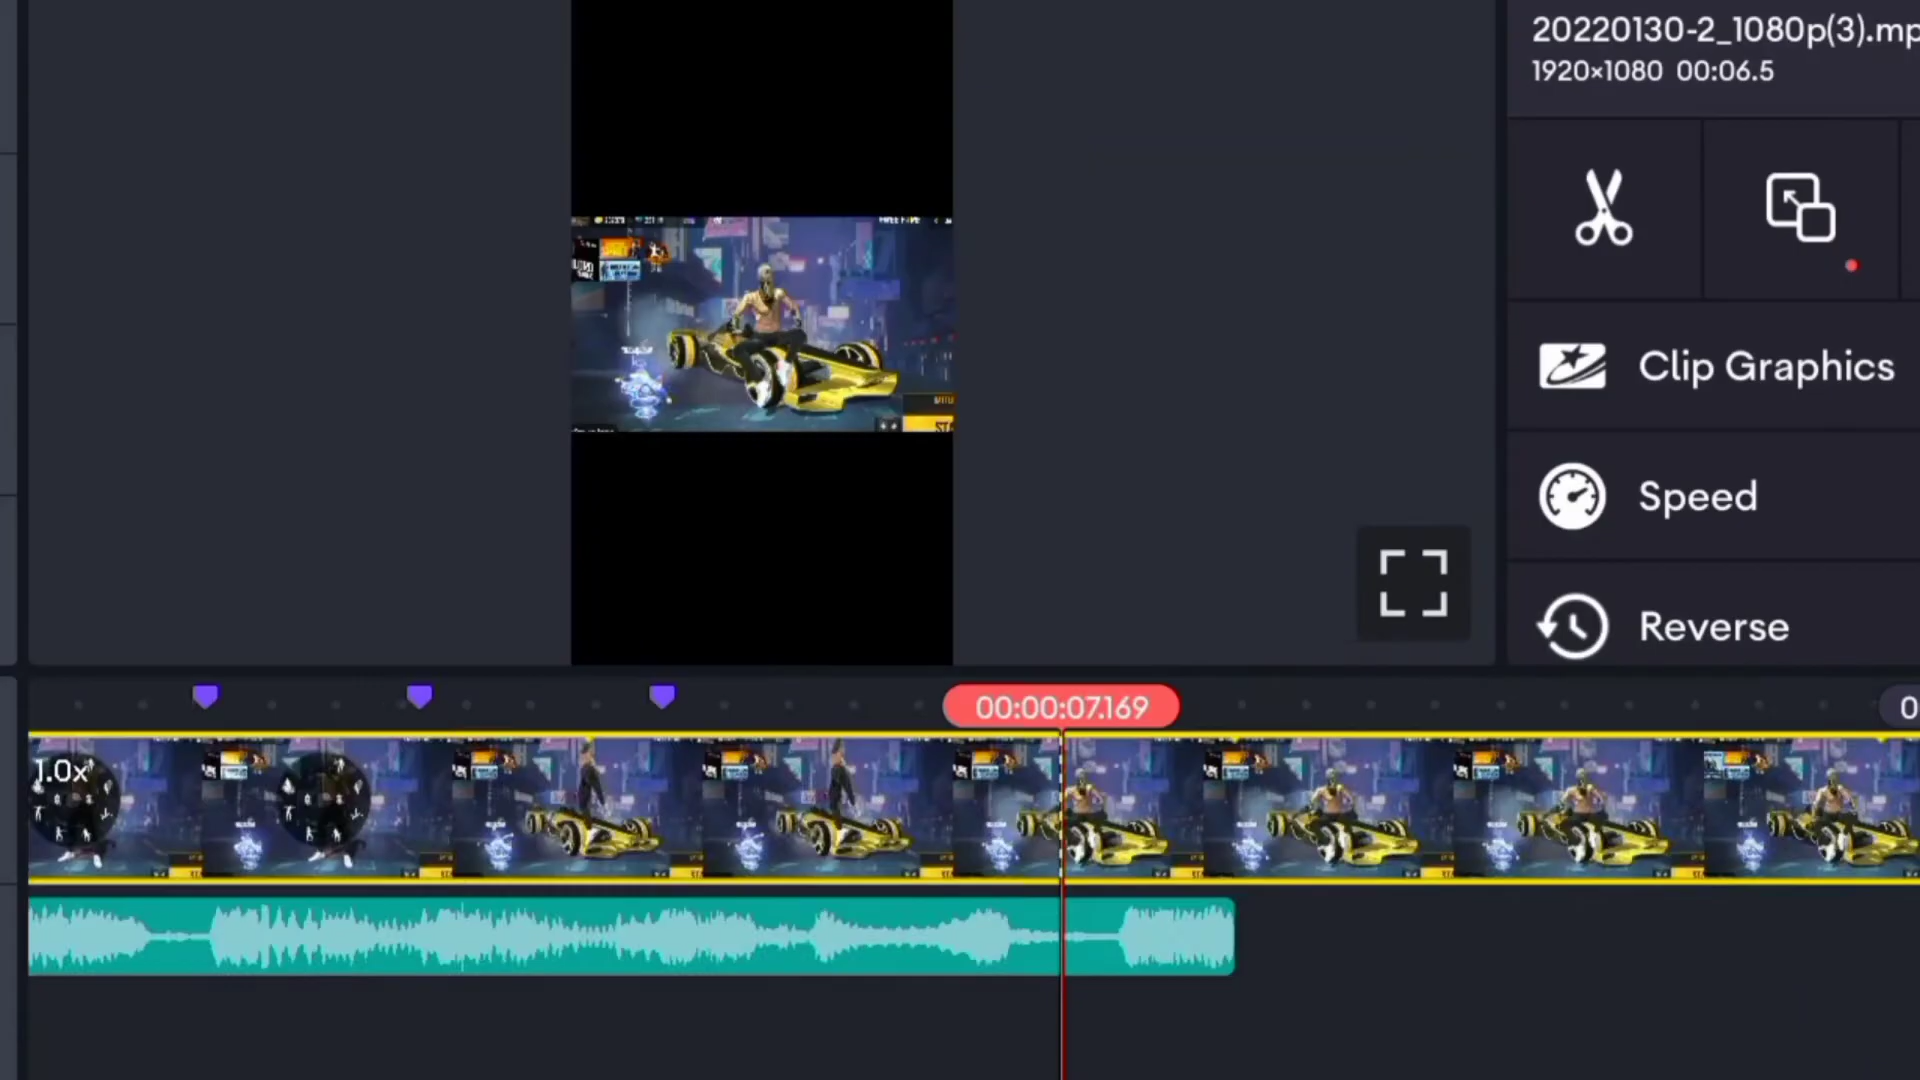 20220130-2_1080p(3).mp
1920×1080 00:06.5
Clip Graphics
Speed
Reverse
00:00:07.169
0
1.0x